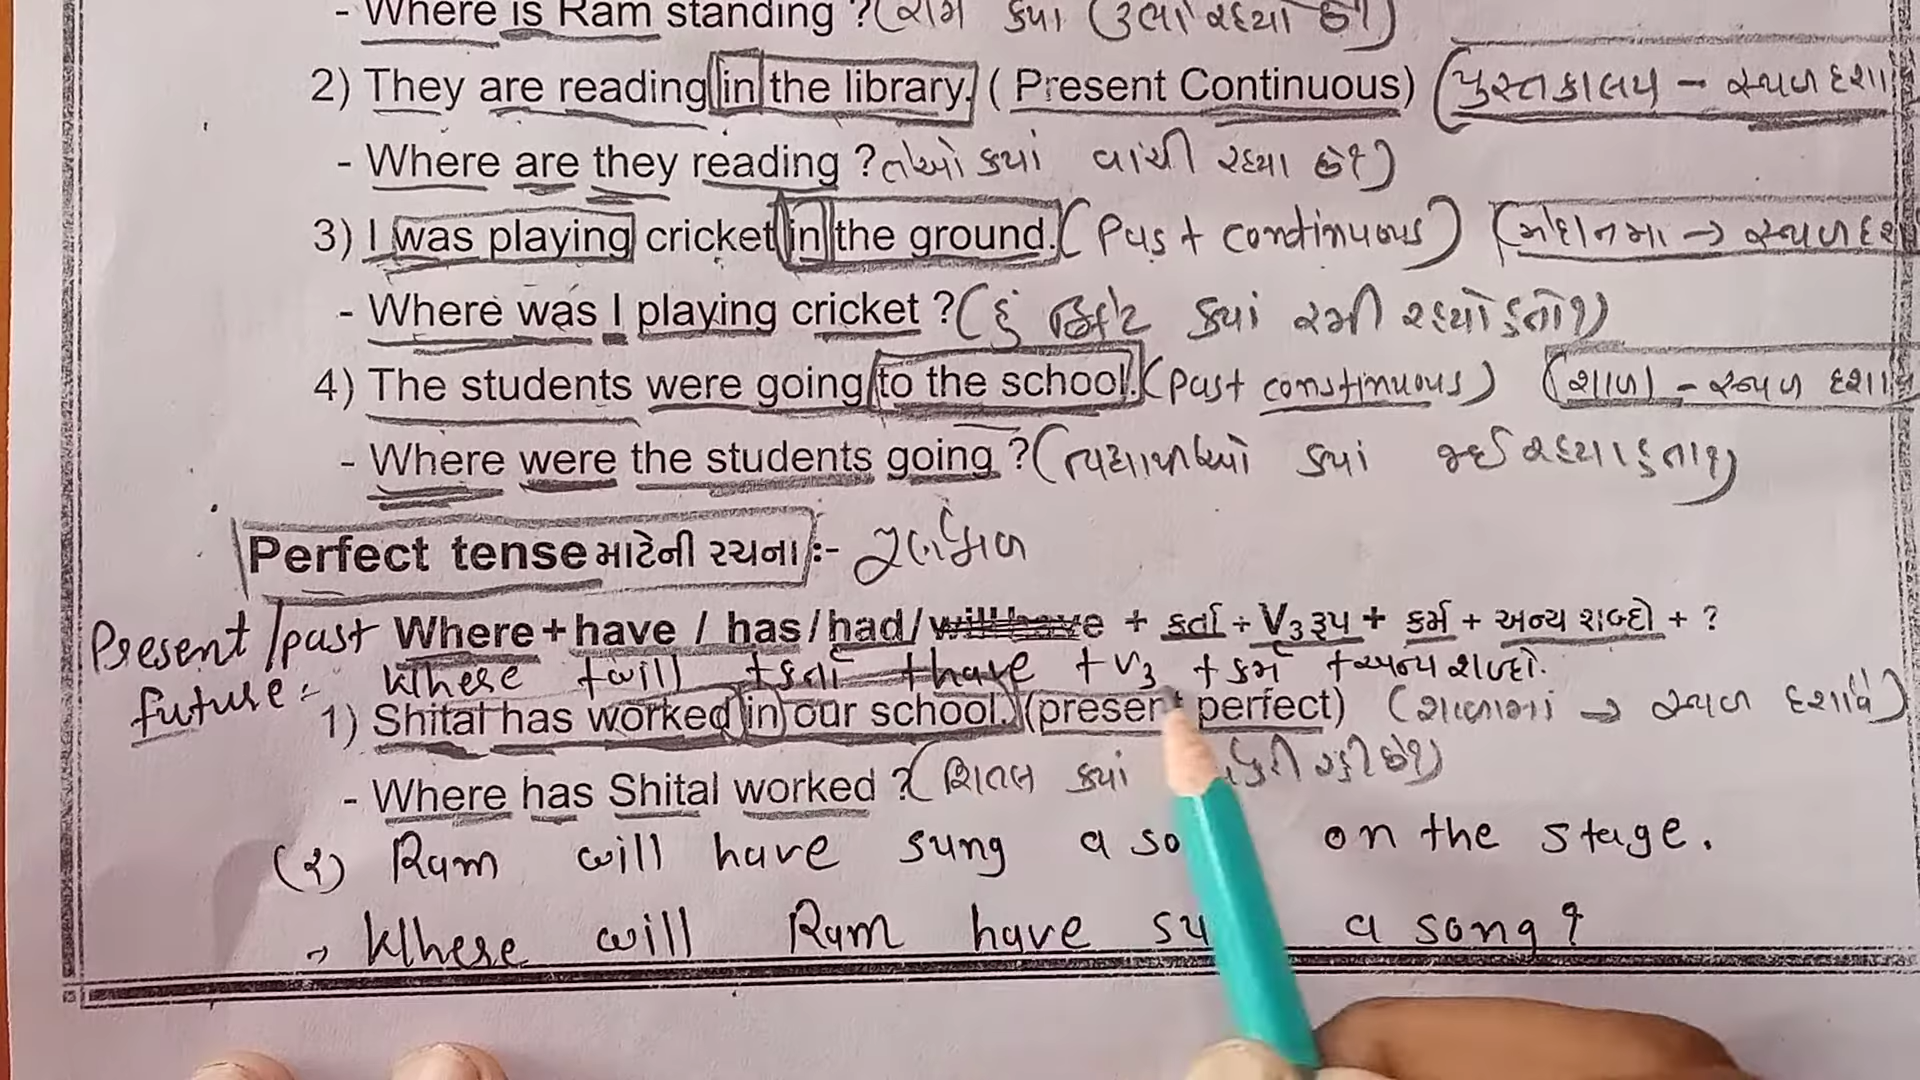 - Where is Ram standing ? (રામ ક્યાં ઉભો રહ્યો છે)
2) They are reading in the library. ( Present Continuous) (પુસ્તકાલય - સ્થળ દશા
- Where are they reading ? તેઓ ક્યાં વાંચી રહ્યા છે?)
3) I was playing cricket in the ground. (Past continuous) (મેદાનમા → સ્થળ દશ
- Where was I playing cricket ? (હું ક્રિકેટ ક્યાં રમી રહ્યો હતો?)
4) The students were going to the school. (Past constinuous) (શાળા - સ્થળ દશા
- Where were the students going ? ( ક્યાં જઈ રહ્યા હતા?)
Perfect tense માટેની રચના :-
Present / past Where + have / has / had / will have + કર્તા + V₃ રૂપ + કર્મ + અન્ય શબ્દો + ?
future :- Where + will + કર્તા + have + V₃ + કર્મ + અન્ય શબ્દો.
1) Shital has worked in our school. (present perfect) (શાળામાં → સ્થળ દર્શાવે)
- Where has Shital worked ? (શિતલ ક્યાં કરી રહી છે?)
(૨) Ram will have sung a so on the stage.
→ Where will Ram have su a song?